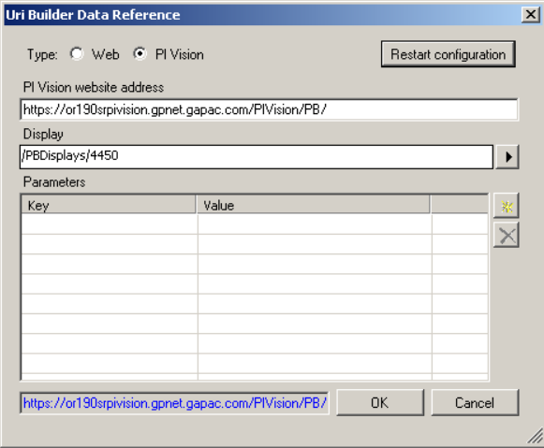 Uri Builder Data Reference
Type: Web PI Vision Restart configuration
PI Vision website address
https://or190srpivision.gpnet.gapac.com/PIVision/PB/
Display
/PBDisplays/4450
Parameters
Key Value
https://or190srpivision.gpnet.gapac.com/PIVision/PB/ OK Cancel